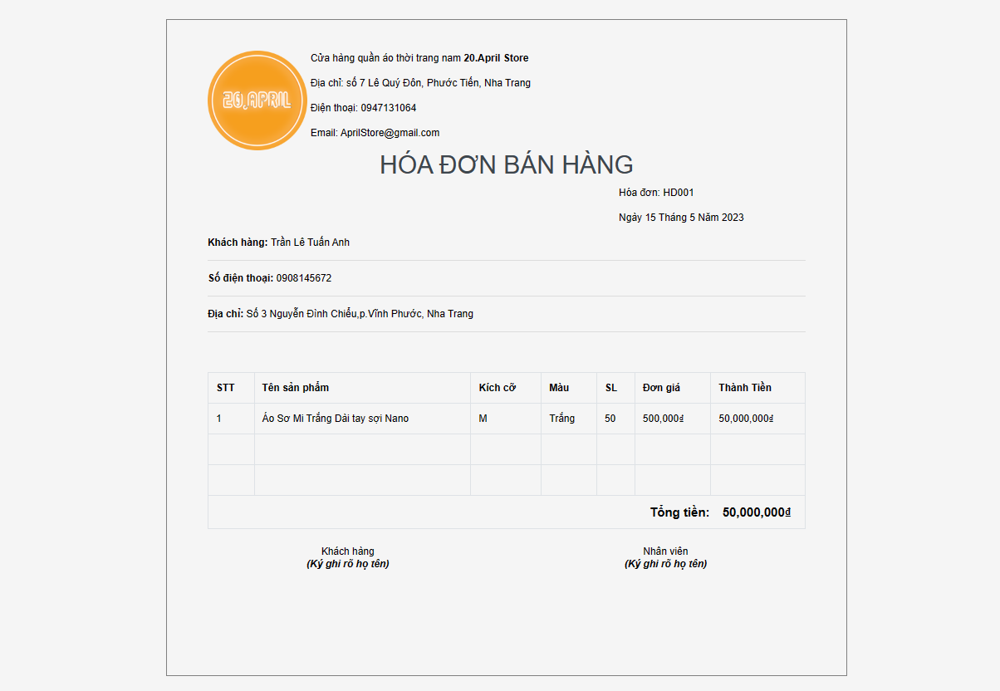 20.APRIL
Cửa hàng quần áo thời trang nam 20.April Store
Địa chỉ: số 7 Lê Quý Đôn, Phước Tiến, Nha Trang
Điện thoại: 0947131064
Email: AprilStore@gmail.com
HÓA ĐƠN BÁN HÀNG
Hóa đơn: HD001
Ngày 15 Tháng 5 Năm 2023
Khách hàng: Trần Lê Tuấn Anh
Số điện thoại: 0908145672
Địa chỉ: Số 3 Nguyễn Đình Chiểu,p.Vĩnh Phước, Nha Trang
STT Tên sản phẩm Kích cỡ Màu SL Đơn giá Thành Tiền
1 Áo Sơ Mi Trắng Dài tay sợi Nano M Trắng 50 500,000₫ 50,000,000₫
Tổng tiền: 50,000,000₫
Khách hàng Nhân viên
(Ký ghi rõ họ tên) (Ký ghi rõ họ tên)